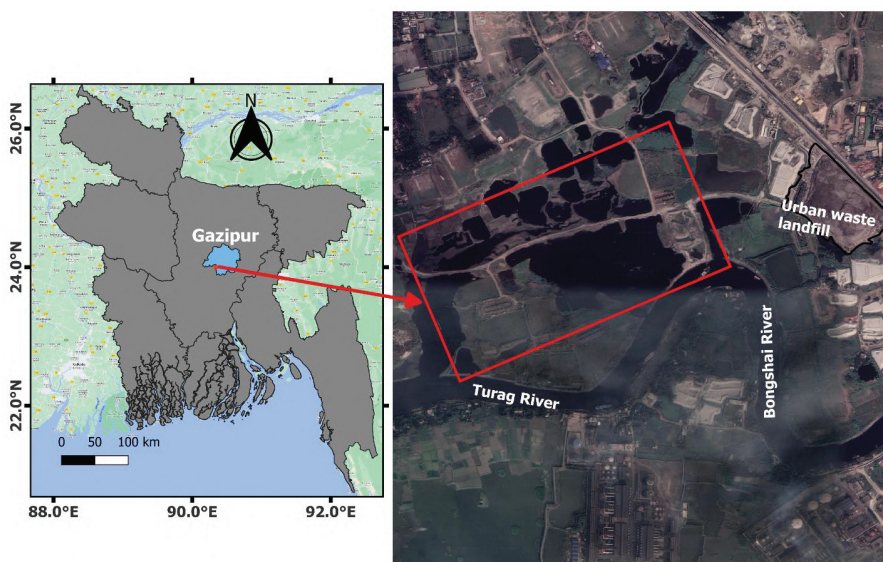 N
26.0°N
24.0°N
22.0°N
Gazipur
0 50 100 km
88.0°E 90.0°E 92.0°E
Urban waste
landfill
Bongshai River
Turag River